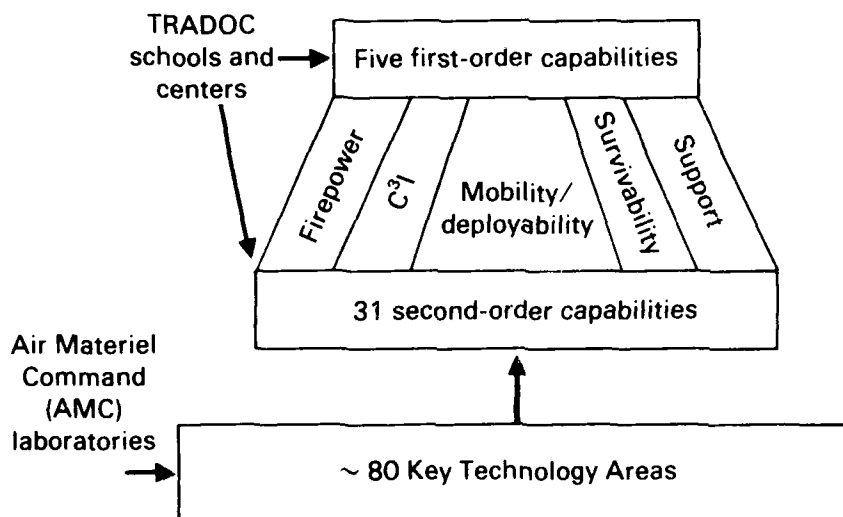 TRADOC
schools and
centers
Five first-order capabilities
Firepower
C³I
Mobility/
deployability
Survivability
Support
31 second-order capabilities
Air Materiel
Command
(AMC)
laboratories
~ 80 Key Technology Areas